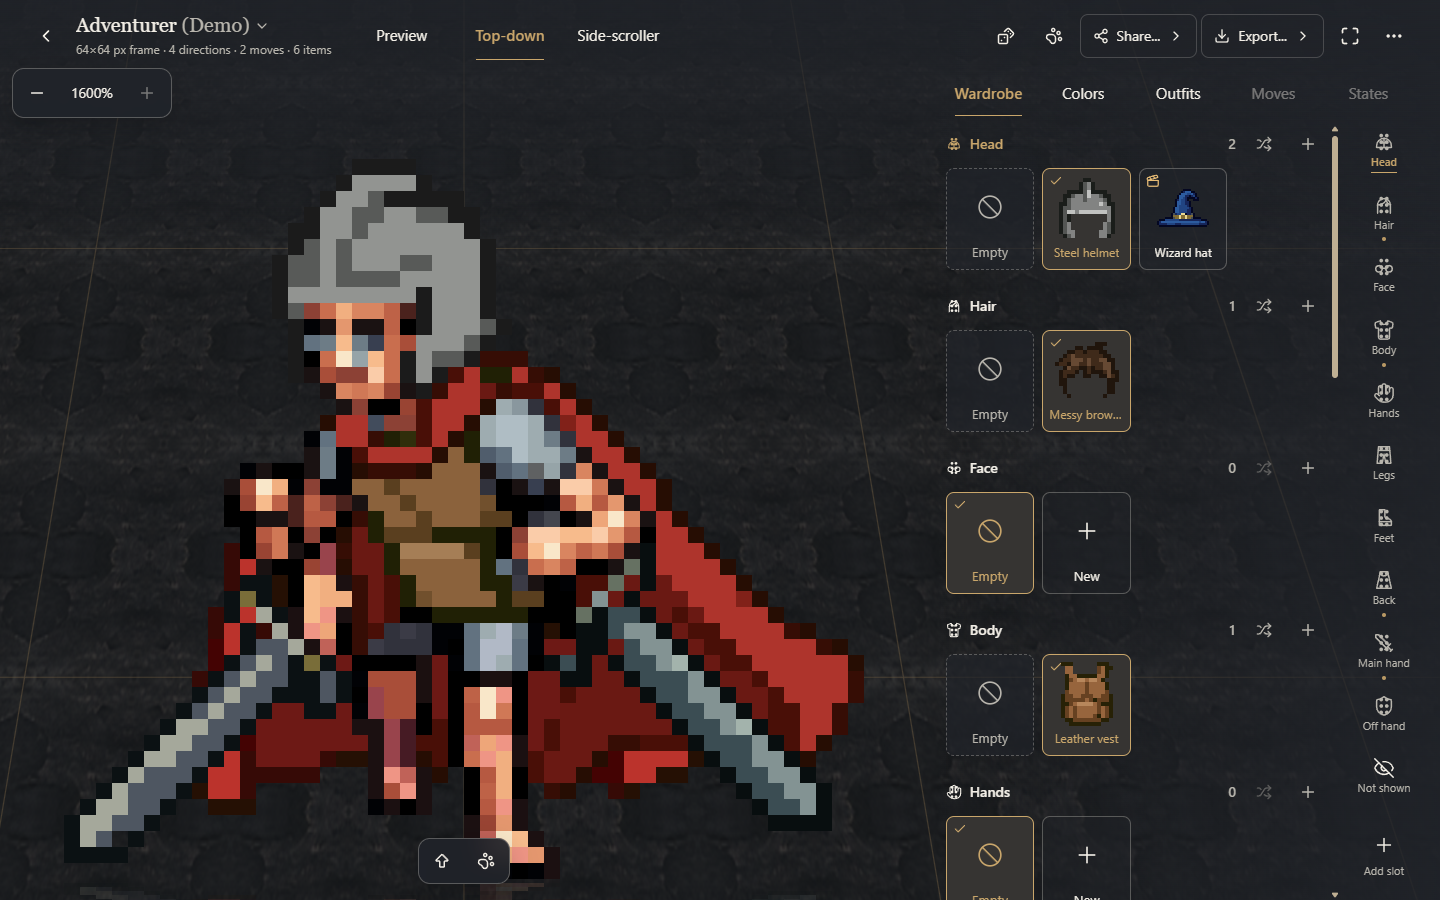 Adventurer (Demo)
64×64 px frame · 4 directions · 2 moves · 6 items
Preview
Top-down
Side-scroller
Share...
Export...
1600%
Wardrobe
Colors
Outfits
Moves
States
Head
2
Empty
Steel helmet
Wizard hat
Hair
1
Empty
Messy brow...
Face
0
Empty
New
Body
1
Empty
Leather vest
Hands
0
Empty
New
Head
Hair
Face
Body
Hands
Legs
Feet
Back
Main hand
Off hand
Not shown
Add slot